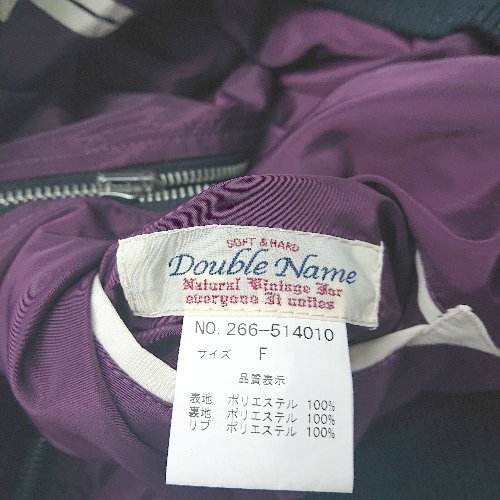 SOFT & HARD
Double Name
Natural Vintage For
everyone It unites
NO. 266-514010
サイズ F
品質表示
表地 ポリエステル 100%
裏地 ポリエステル 100%
リブ ポリエステル 100%